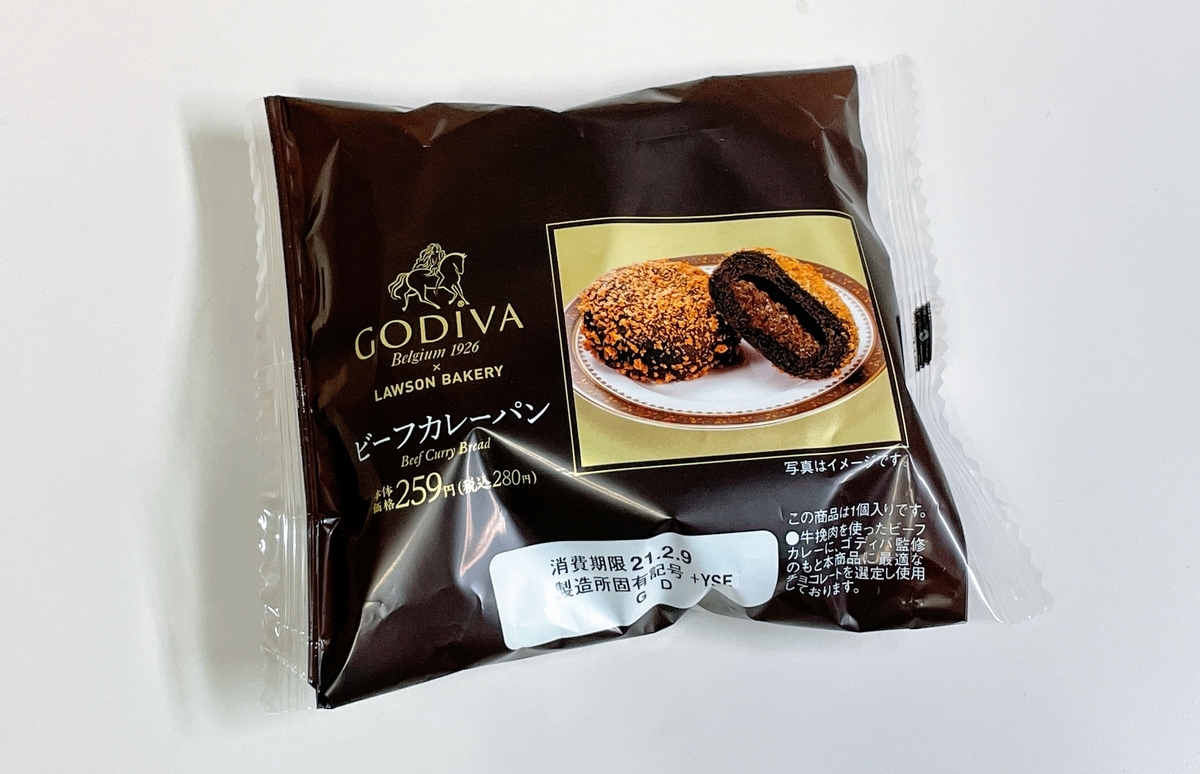 GODIVA
Belgium 1926
×
LAWSON BAKERY
ビーフカレーパン
Beef Curry Bread
本体
価格259円(税込280円)
写真はイメージです。
この商品は1個入りです。
●牛挽肉を使ったビーフ
カレーに、ゴディバ監修
のもと本商品に最適な
チョコレートを選定し使用
しております。
消費期限 21.2.9
製造所固有記号 +YSE
G D